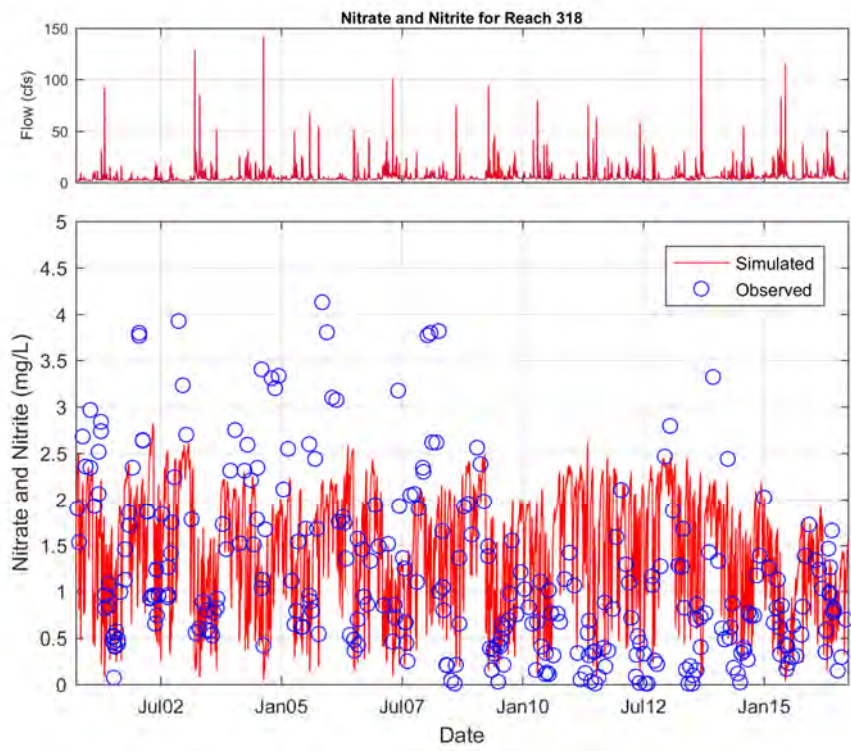 Nitrate and Nitrite for Reach 318
150
100
50
0
Flow (cfs)
5
4.5
4
3.5
3
2.5
2
1.5
1
0.5
0
Nitrate and Nitrite (mg/L)
Simulated
Observed
Jul02
Jan05
Jul07
Jan10
Jul12
Jan15
Date